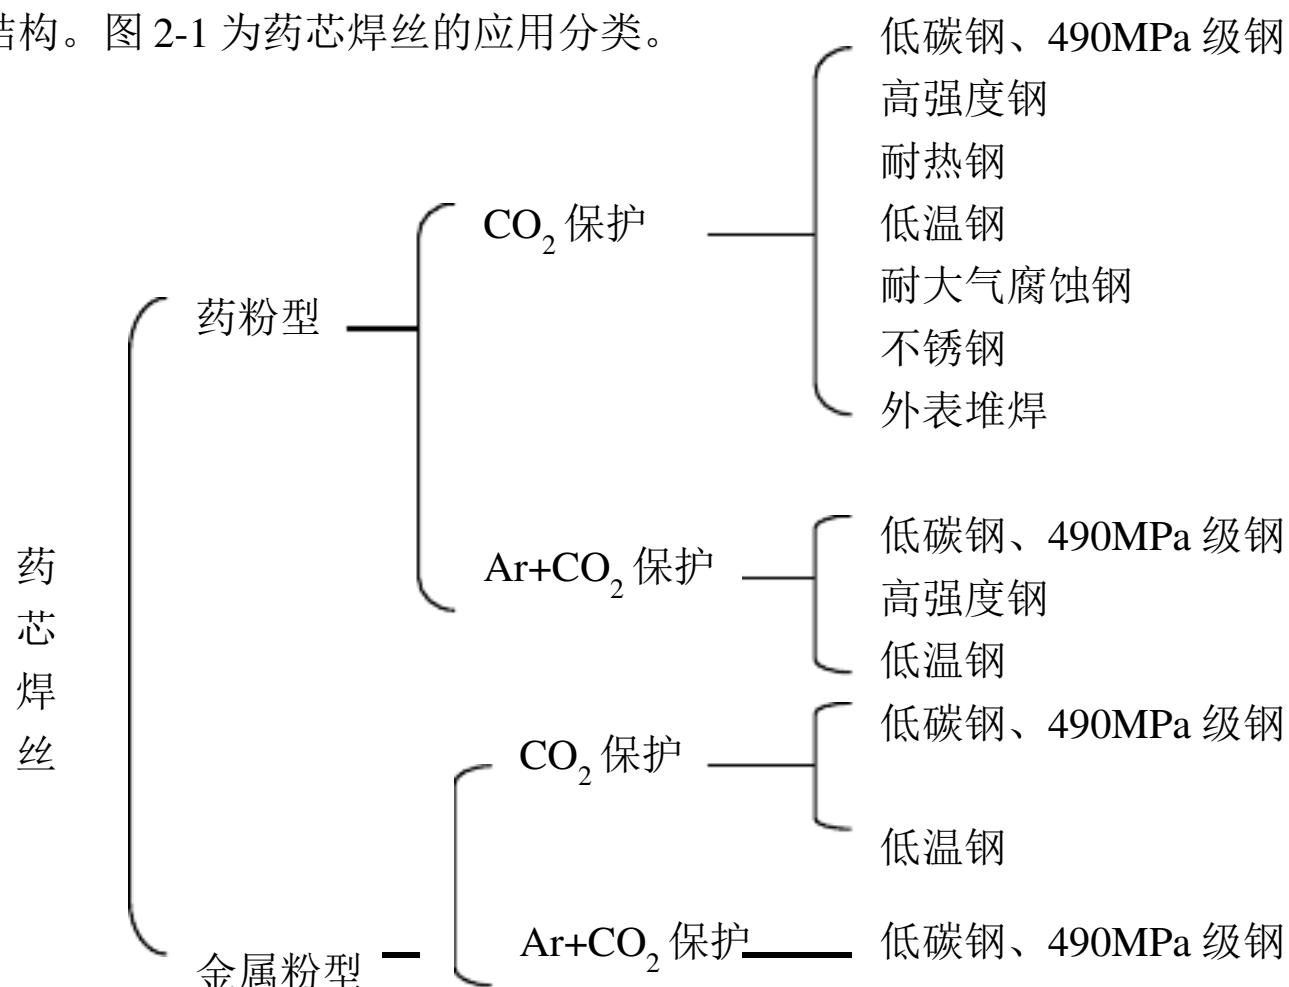 结构。图 2-1 为药芯焊丝的应用分类。
药芯焊丝
药粉型
CO₂ 保护
低碳钢、490MPa 级钢
高强度钢
耐热钢
低温钢
耐大气腐蚀钢
不锈钢
外表堆焊
Ar+CO₂ 保护
低碳钢、490MPa 级钢
高强度钢
低温钢
金属粉型
CO₂ 保护
低碳钢、490MPa 级钢
低温钢
Ar+CO₂ 保护
低碳钢、490MPa 级钢